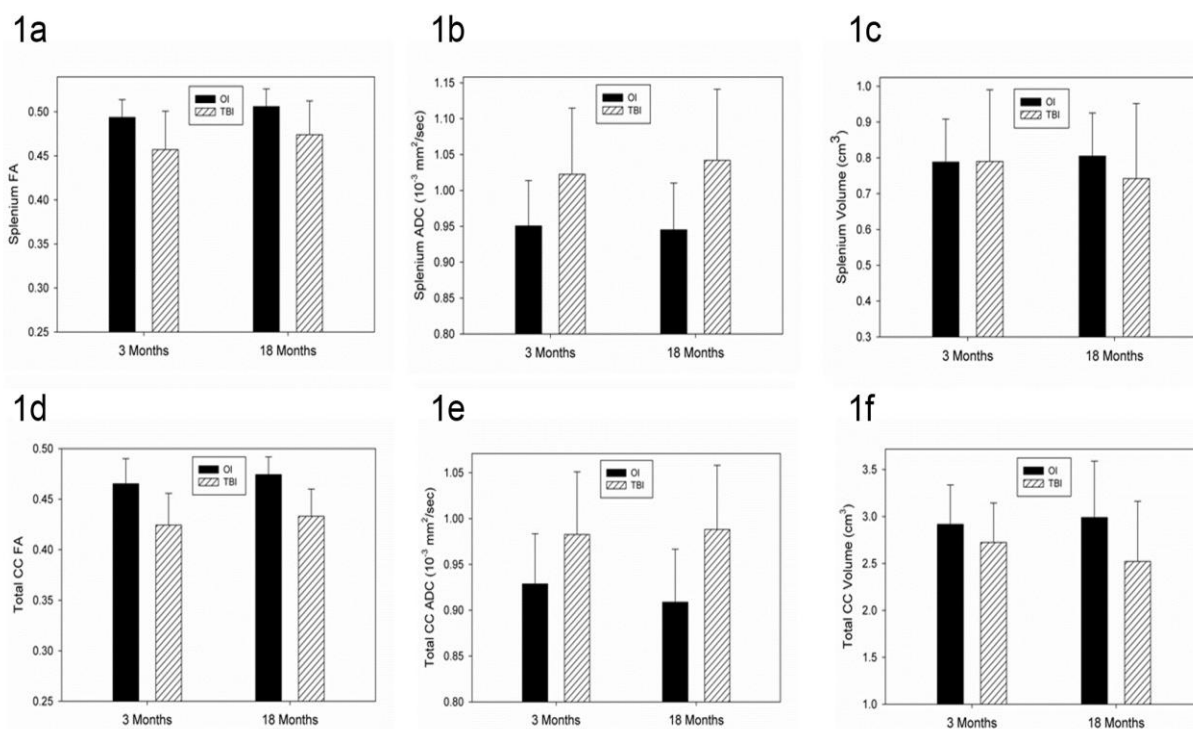 1a
0.50
0.45
0.40
0.35
0.30
0.25
Splenium FA
OI
TBI
3 Months
18 Months
1b
1.15
1.10
1.05
1.00
0.95
0.90
0.85
0.80
Splenium ADC (10⁻³ mm²/sec)
OI
TBI
3 Months
18 Months
1c
1.0
0.9
0.8
0.7
0.6
0.5
0.4
0.3
Splenium Volume (cm³)
OI
TBI
3 Months
18 Months
1d
0.50
0.45
0.40
0.35
0.30
0.25
Total CC FA
OI
TBI
3 Months
18 Months
1e
1.05
1.00
0.95
0.90
0.85
0.80
Total CC ADC (10⁻³ mm²/sec)
OI
TBI
3 Months
18 Months
1f
3.5
3.0
2.5
2.0
1.5
1.0
Total CC Volume (cm³)
OI
TBI
3 Months
18 Months